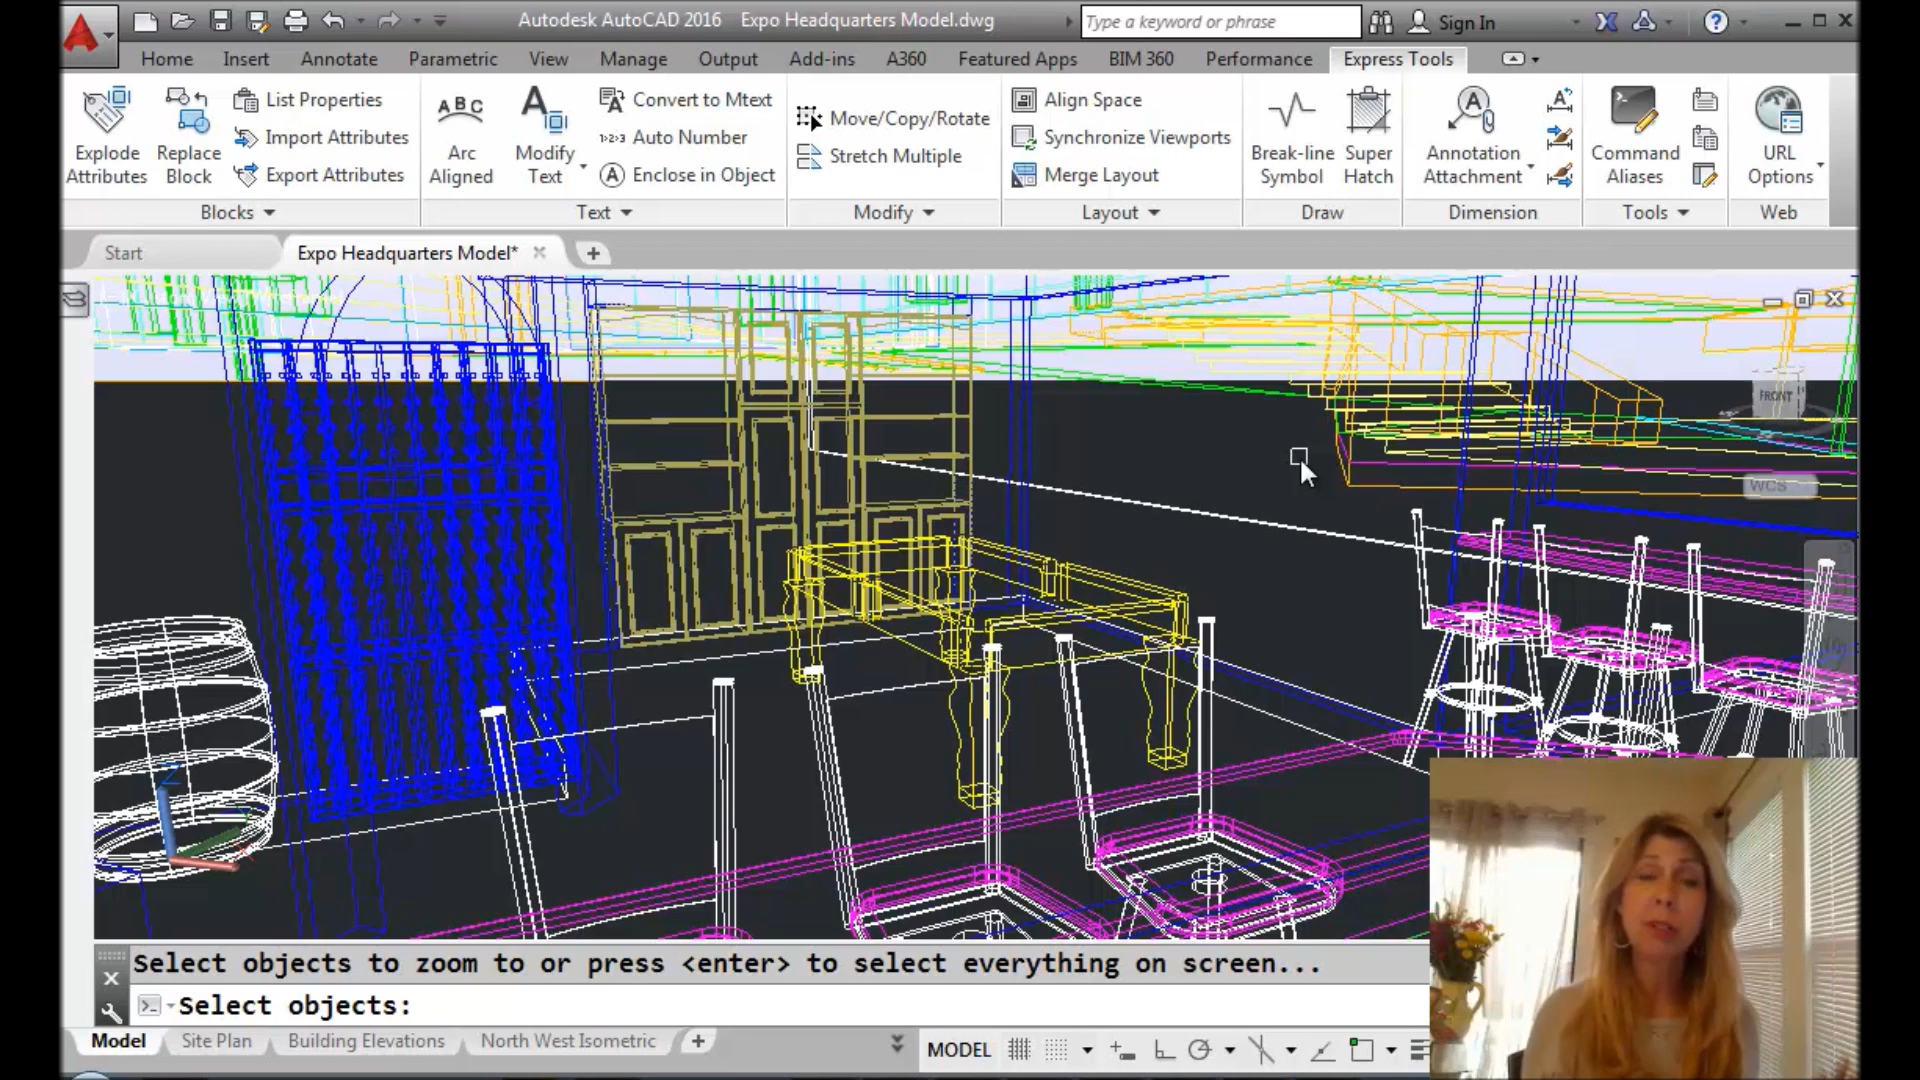 Autodesk AutoCAD 2016 Expo Headquarters Model.dwg
Type a keyword or phrase
Sign In
Home Insert Annotate Parametric View Manage Output Add-ins A360 Featured Apps BIM 360 Performance Express Tools
Explode Attributes
Replace Block
List Properties
Import Attributes
Export Attributes
Arc Aligned
Modify Text
Convert to Mtext
Auto Number
Enclose in Object
Move/Copy/Rotate
Stretch Multiple
Align Space
Synchronize Viewports
Merge Layout
Break-line Symbol
Super Hatch
Annotation Attachment
Command Aliases
URL Options
Blocks Text Modify Layout Draw Dimension Tools Web
Start Expo Headquarters Model*
FRONT
WCS
Select objects to zoom to or press <enter> to select everything on screen...
Select objects:
Model Site Plan Building Elevations North West Isometric
MODEL